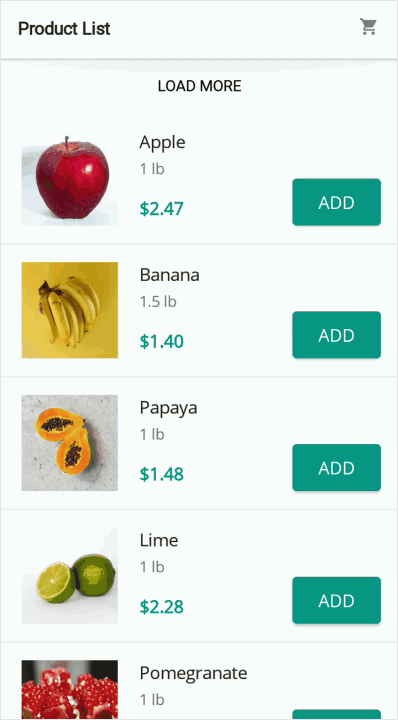 Product List
LOAD MORE
Apple
1 lb
$2.47
ADD
Banana
1.5 lb
$1.40
ADD
Papaya
1 lb
$1.48
ADD
Lime
1 lb
$2.28
ADD
Pomegranate
1 lb